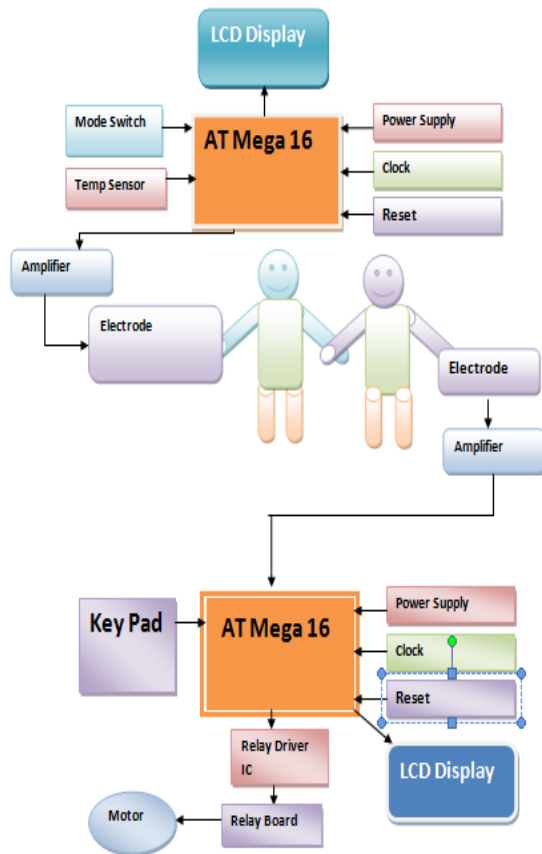 LCD Display
Mode Switch
AT Mega 16
Power Supply
Clock
Temp Sensor
Reset
Amplifier
Electrode
Electrode
Amplifier
Key Pad
AT Mega 16
Power Supply
Clock
Reset
Relay Driver
IC
LCD Display
Motor
Relay Board